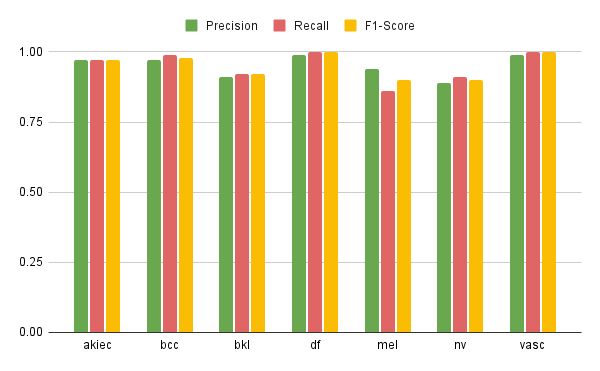 Precision Recall F1-Score
1.00
0.75
0.50
0.25
0.00
akiec bcc bkl df mel nv vasc